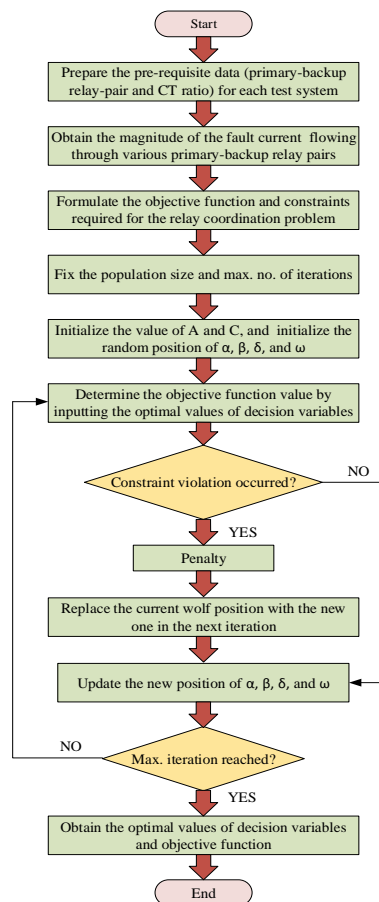 Start
Prepare the pre-requisite data (primary-backup
relay-pair and CT ratio) for each test system
Obtain the magnitude of the fault current flowing
through various primary-backup relay pairs
Formulate the objective function and constraints
required for the relay coordination problem
Fix the population size and max. no. of iterations
Initialize the value of A and C, and initialize the
random position of α, β, δ, and ω
Determine the objective function value by
inputting the optimal values of decision variables
Constraint violation occurred?
NO
YES
Penalty
Replace the current wolf position with the new
one in the next iteration
Update the new position of α, β, δ, and ω
NO
Max. iteration reached?
YES
Obtain the optimal values of decision variables
and objective function
End